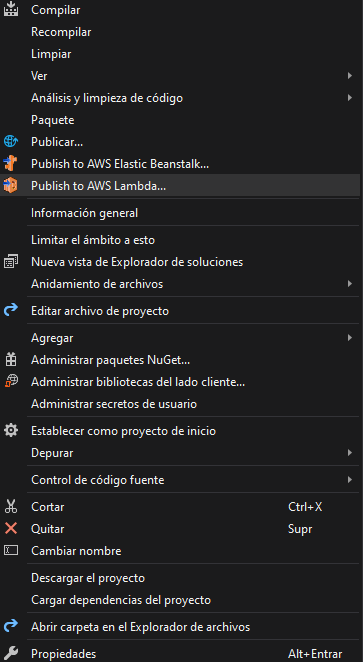 Compilar
Recompilar
Limpiar
Ver
Análisis y limpieza de código
Paquete
Publicar...
Publish to AWS Elastic Beanstalk...
Publish to AWS Lambda...
Información general
Limitar el ámbito a esto
Nueva vista de Explorador de soluciones
Anidamiento de archivos
Editar archivo de proyecto
Agregar
Administrar paquetes NuGet...
Administrar bibliotecas del lado cliente...
Administrar secretos de usuario
Establecer como proyecto de inicio
Depurar
Control de código fuente
Cortar Ctrl+X
Quitar Supr
Cambiar nombre
Descargar el proyecto
Cargar dependencias del proyecto
Abrir carpeta en el Explorador de archivos
Propiedades Alt+Entrar